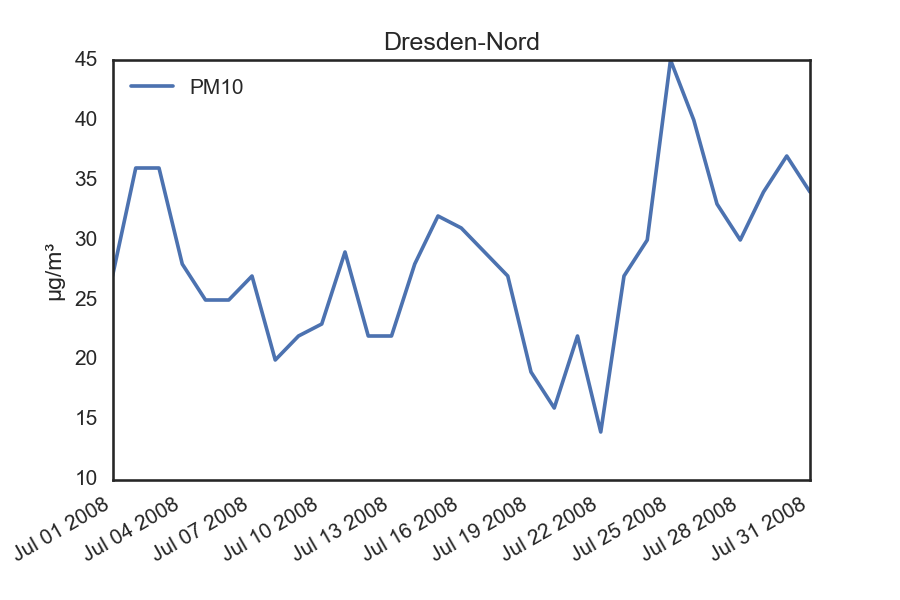 Dresden-Nord
45
40
35
30
25
20
15
10
µg/m³
PM10
Jul 01 2008
Jul 04 2008
Jul 07 2008
Jul 10 2008
Jul 13 2008
Jul 16 2008
Jul 19 2008
Jul 22 2008
Jul 25 2008
Jul 28 2008
Jul 31 2008